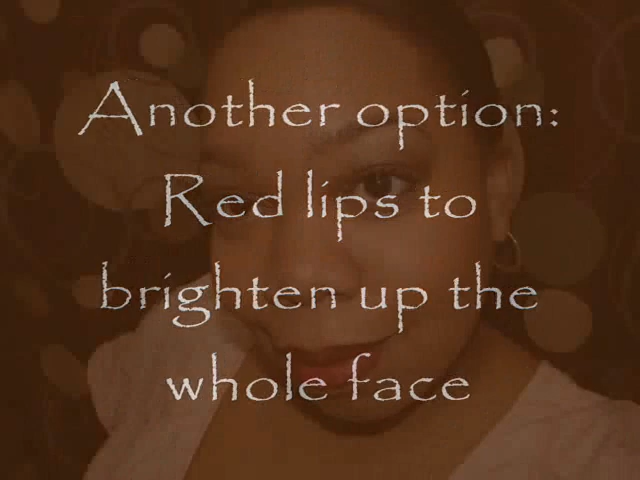 Another option:
Red lips to
brighten up the
whole face